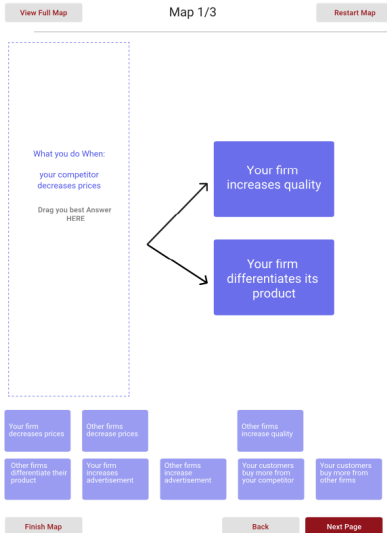 View Full Map
Map 1/3
Restart Map
What you do When:
your competitor
decreases prices
Drag you best Answer
HERE
Your firm
increases quality
Your firm
differentiates its
product
Your firm
decreases prices
Other firms
decrease prices
Other firms
increase quality
Other firms
differentiate their
product
Your firm
increases
advertisement
Other firms
increase
advertisement
Your customers
buy more from
your competitor
Your customers
buy more from
other firms
Finish Map
Back
Next Page